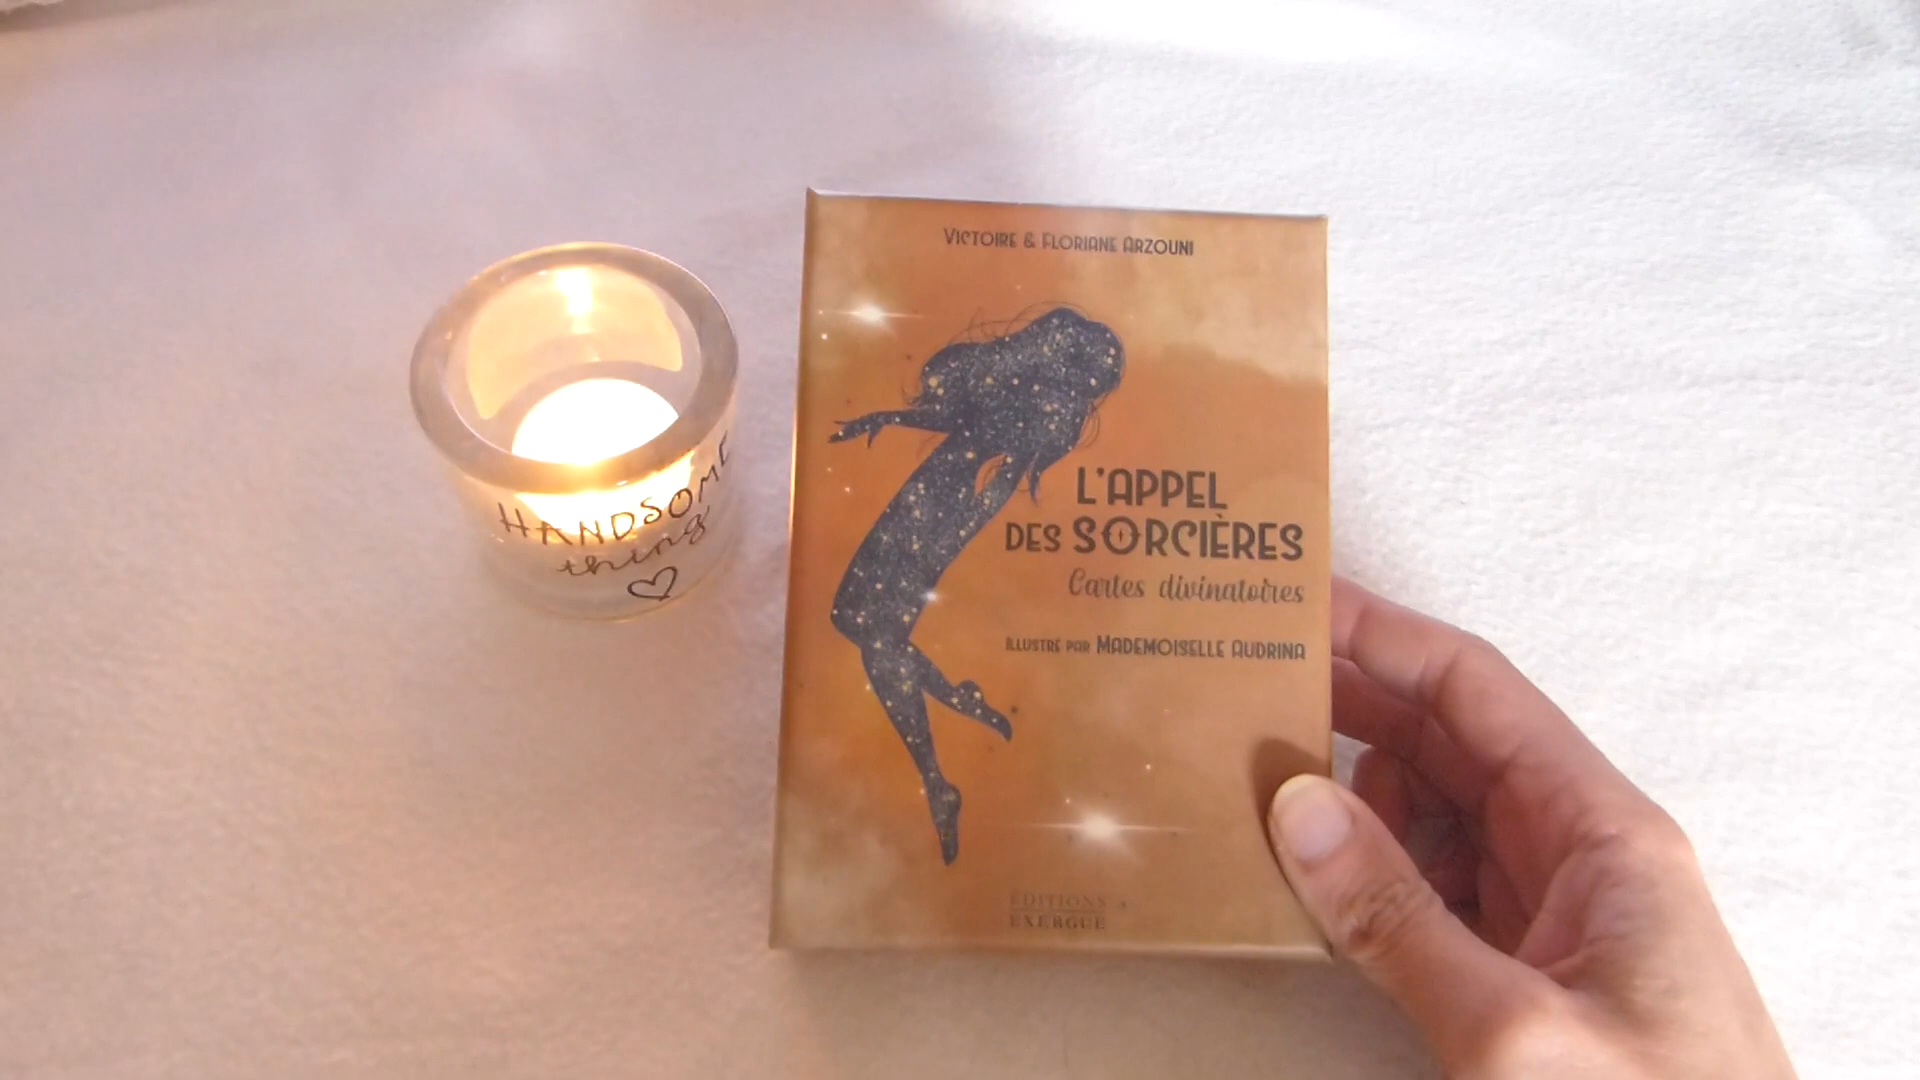 HANDSOME
thing
VICTOIRE & FLORIANE ARZOUNI
L'APPEL
DES SORCIÈRES
Cartes divinatoires
ILLUSTRÉ PAR MADEMOISELLE AUDRINA
ÉDITIONS
EXERGUE